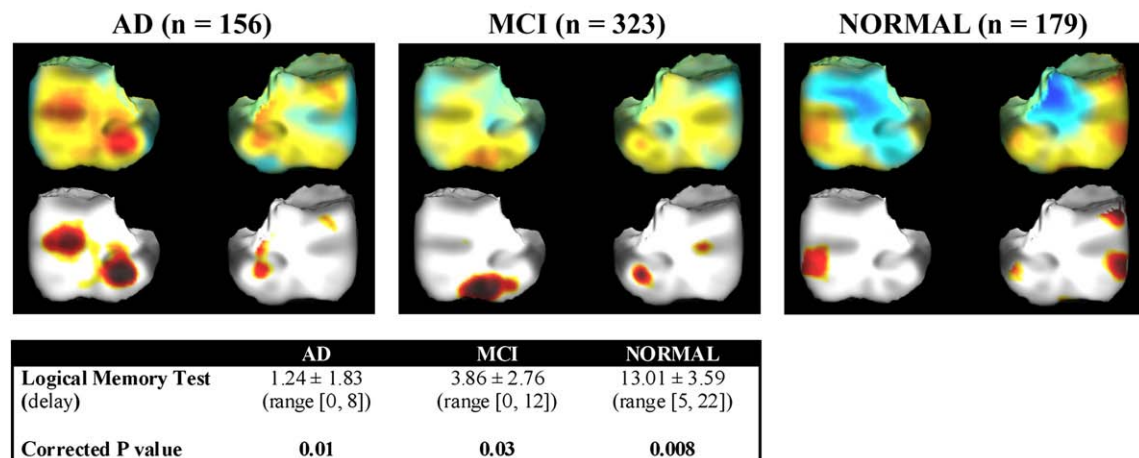 AD (n = 156) MCI (n = 323) NORMAL (n = 179)
AD MCI NORMAL
Logical Memory Test 1.24 ± 1.83 3.86 ± 2.76 13.01 ± 3.59
(delay) (range [0, 8]) (range [0, 12]) (range [5, 22])
Corrected P value 0.01 0.03 0.008